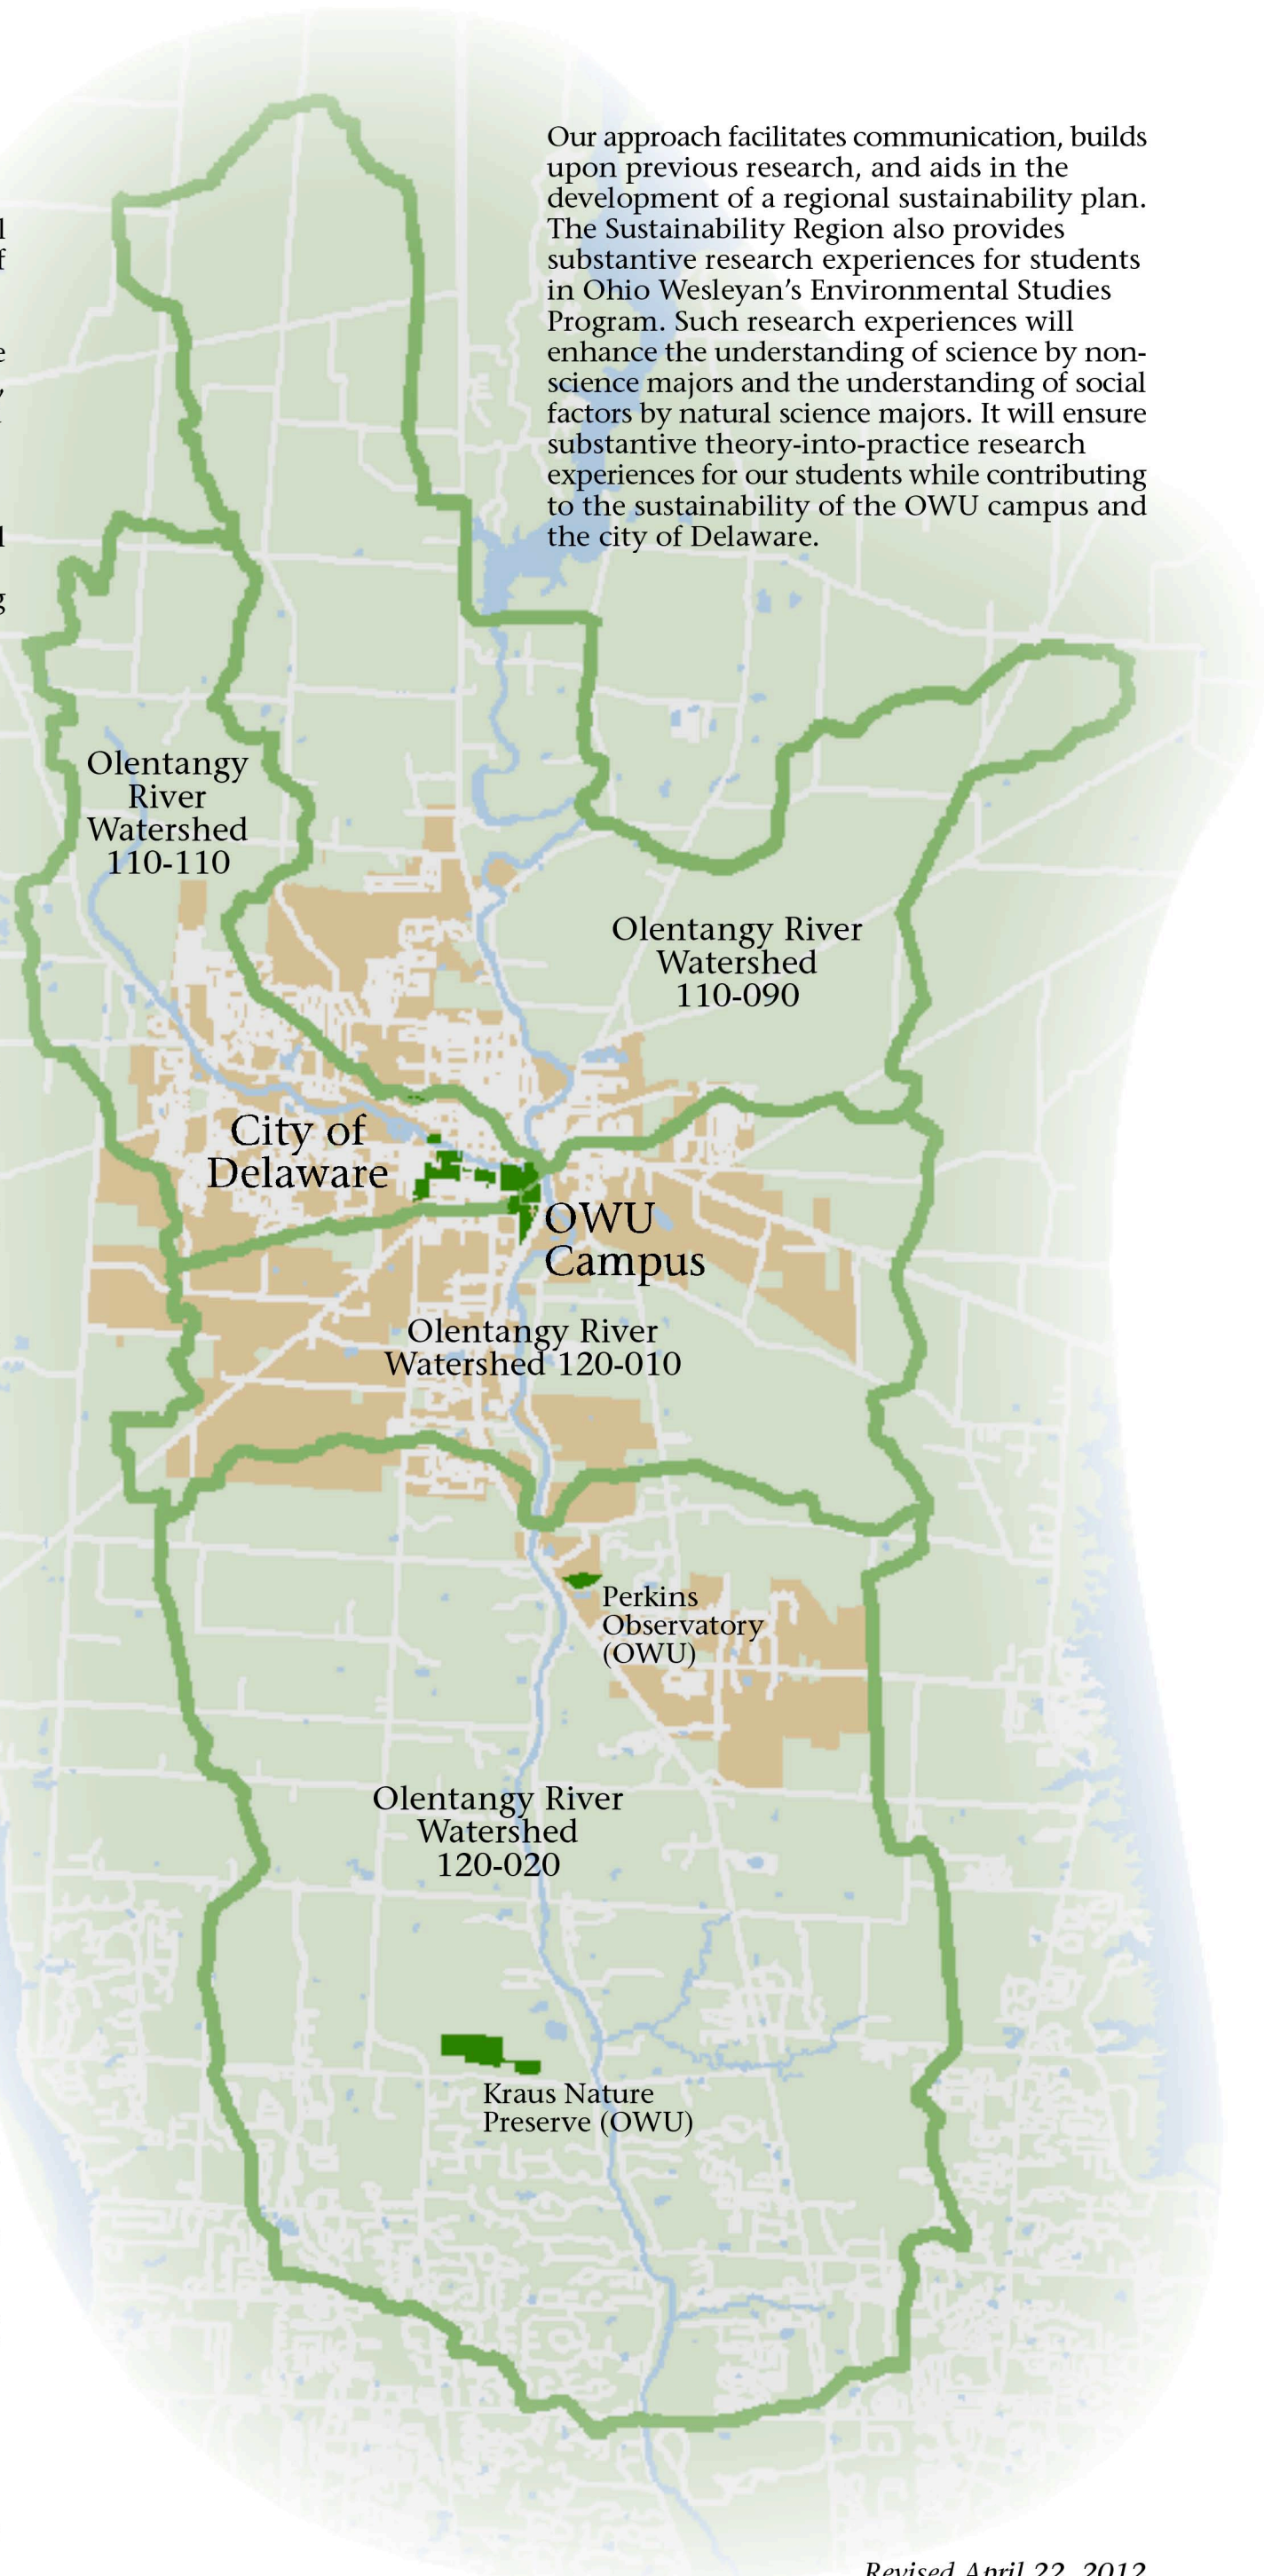 Our approach facilitates communication, builds
upon previous research, and aids in the
development of a regional sustainability plan.
The Sustainability Region also provides
substantive research experiences for students
in Ohio Wesleyan’s Environmental Studies
Program. Such research experiences will
enhance the understanding of science by non-
science majors and the understanding of social
factors by natural science majors. It will ensure
substantive theory-into-practice research
experiences for our students while contributing
to the sustainability of the OWU campus and
the city of Delaware.
Olentangy
River
Watershed
110-110
Olentangy River
Watershed
110-090
City of
Delaware
OWU
Campus
Olentangy River
Watershed 120-010
Perkins
Observatory
(OWU)
Olentangy River
Watershed
120-020
Kraus Nature
Preserve (OWU)
Revised April 22, 2012